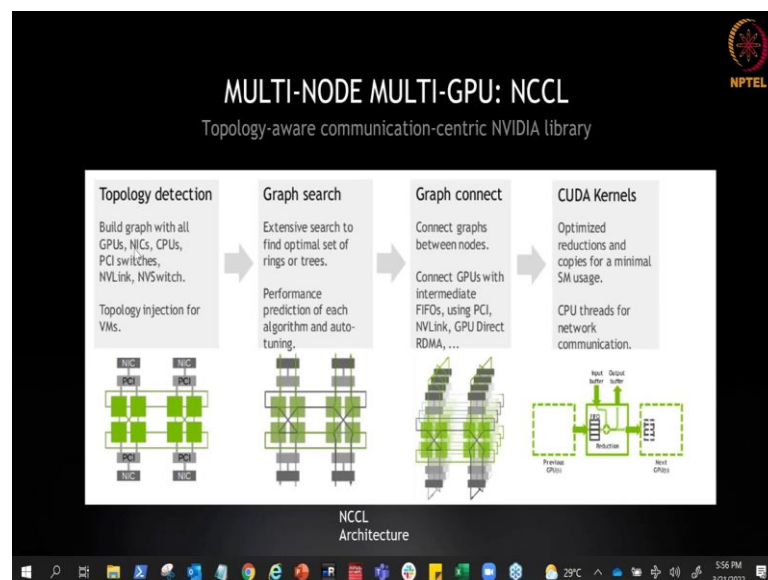 NPTEL
MULTI-NODE MULTI-GPU: NCCL
Topology-aware communication-centric NVIDIA library
Topology detection
Build graph with all
GPUs, NICs, CPUs,
PCI switches,
NVLink, NVSwitch.
Topology injection for
VMs.
NIC
NIC
PCI
PCI
PCI
PCI
NIC
NIC
Graph search
Extensive search to
find optimal set of
rings or trees.
Performance
prediction of each
algorithm and auto-
tuning.
Graph connect
Connect graphs
between nodes.
Connect GPUs with
intermediate
FIFOs, using PCI,
NVLink, GPU Direct
RDMA, ...
CUDA Kernels
Optimized
reductions and
copies for a minimal
SM usage.
CPU threads for
network
communication.
Input
buffer
Output
buffer
FIFO
Reduction
Previous
GPU(s)
Next
GPU(s)
NCCL
Architecture
29°C
5:56 PM
3/21/2022